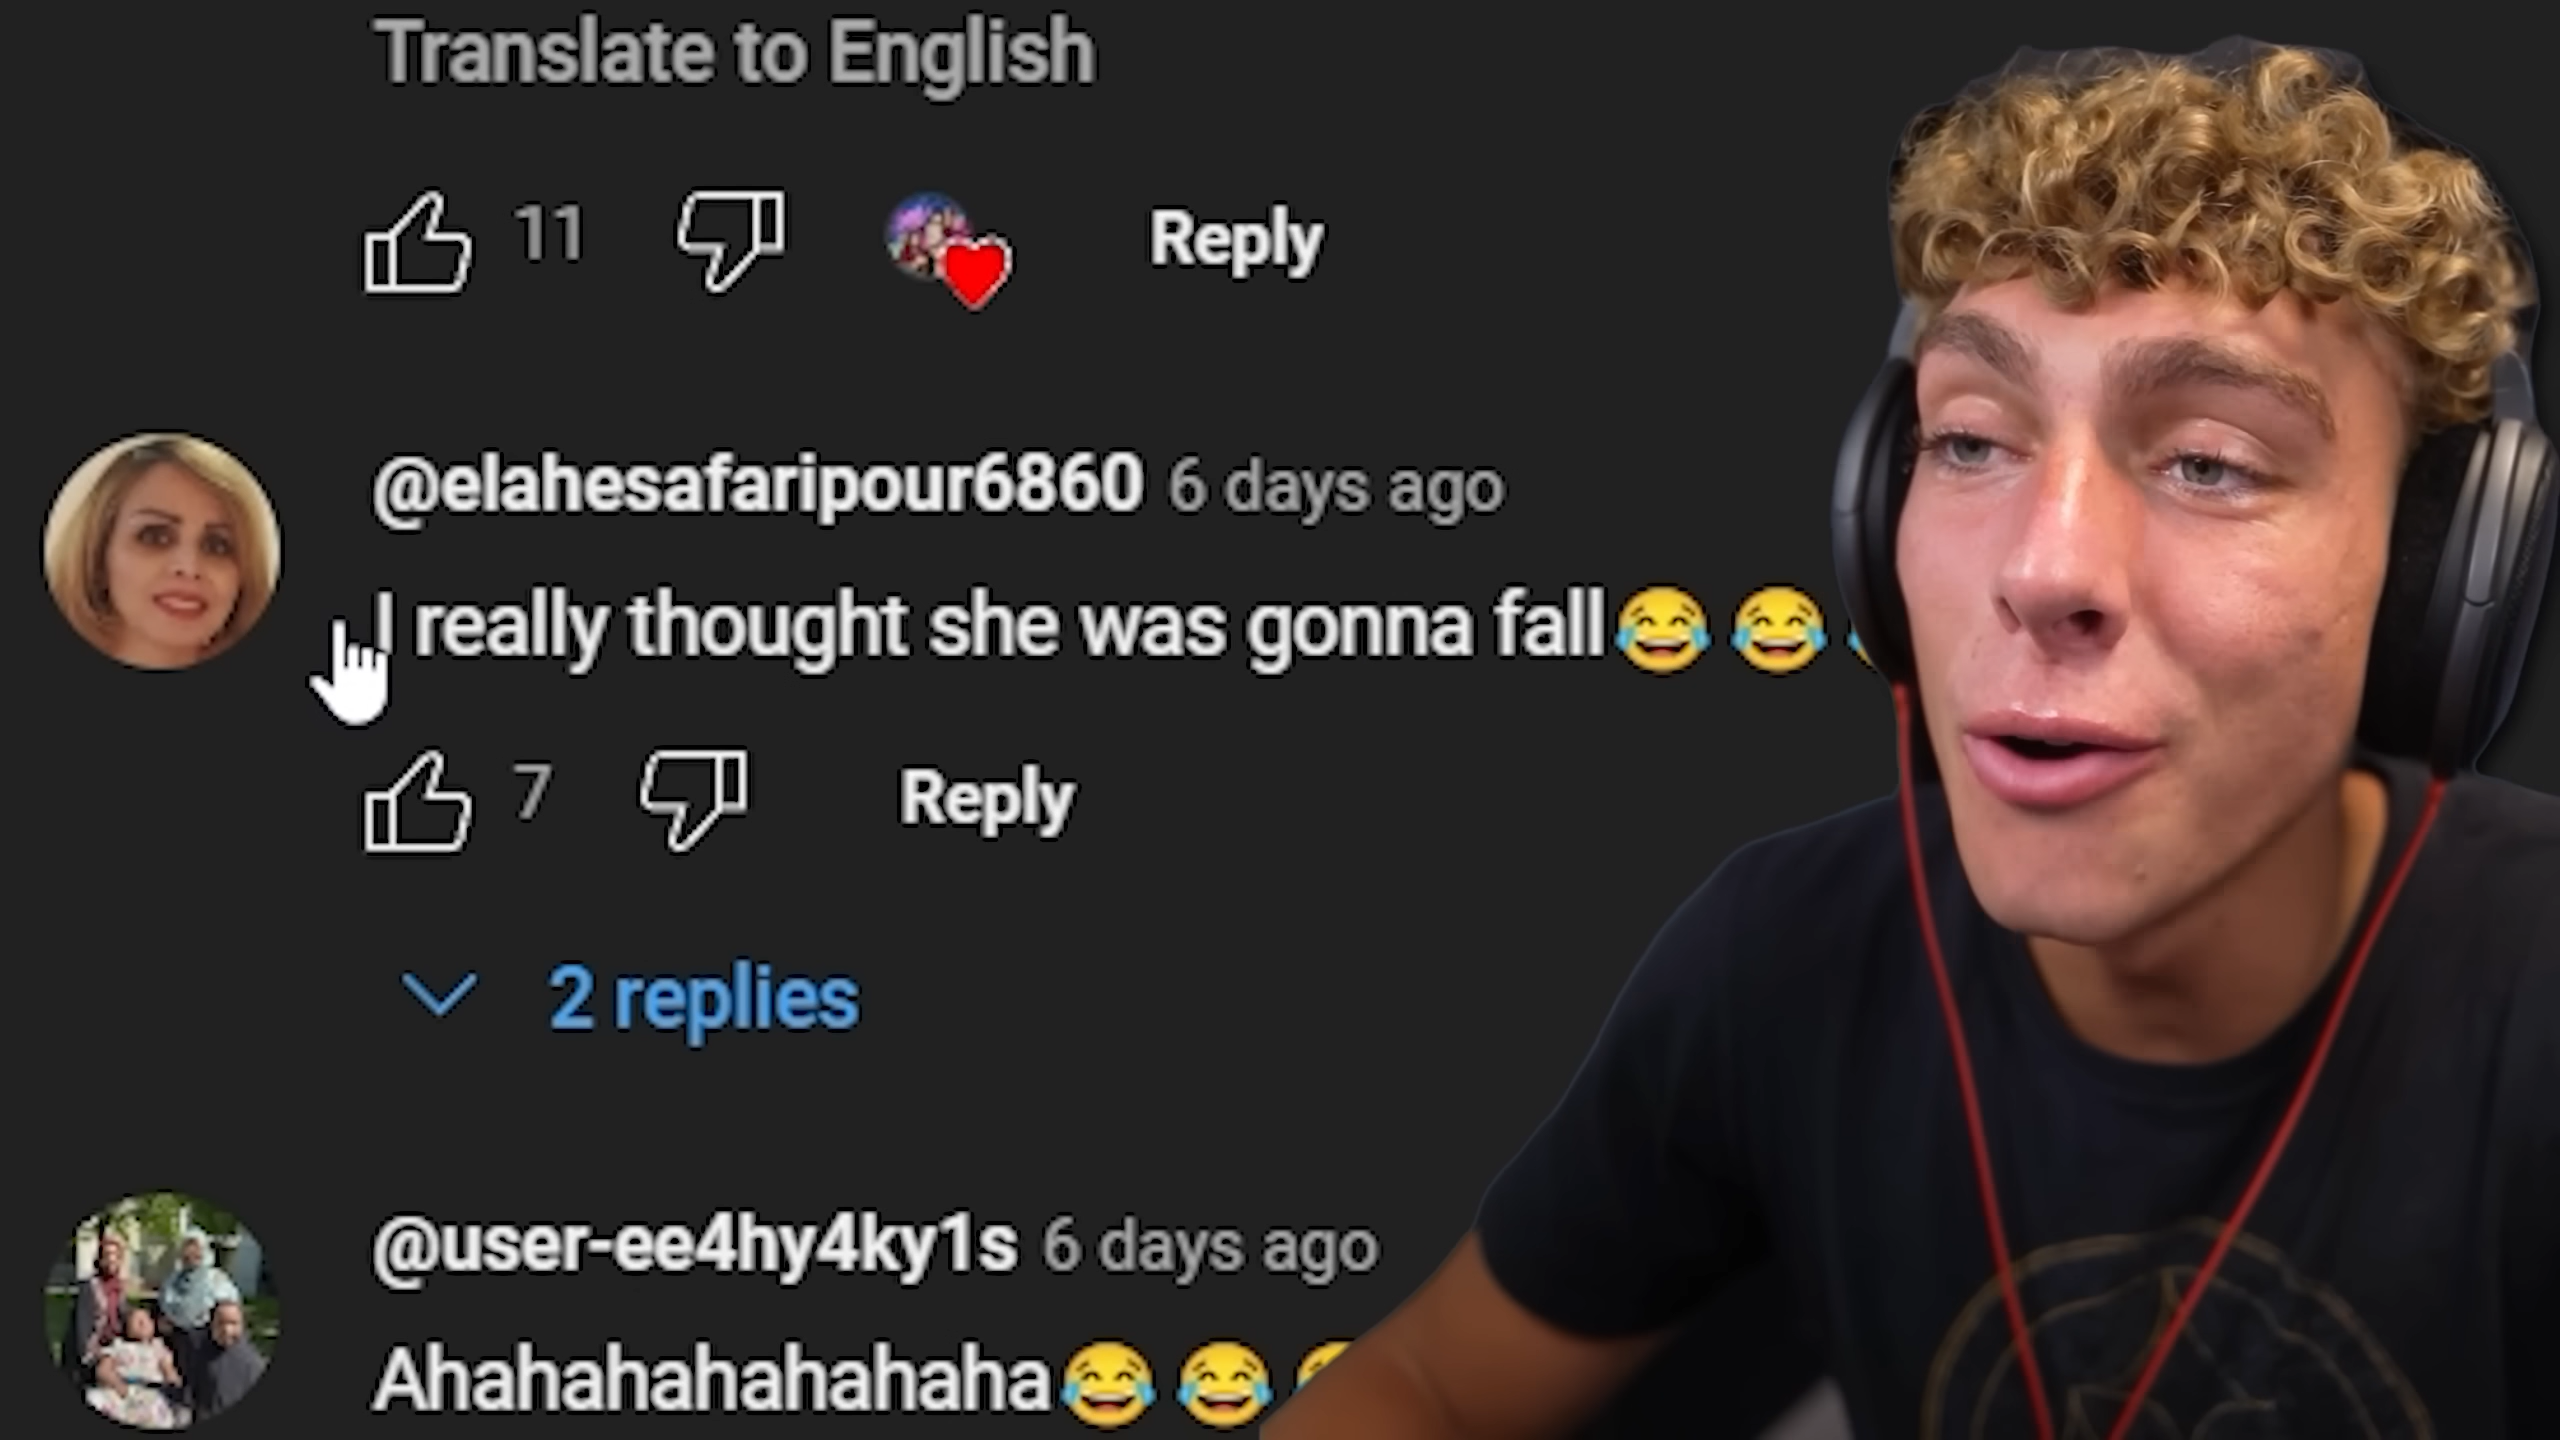 Translate to English
11
Reply
@elahesafaripour6860 6 days ago
I really thought she was gonna fall😂😂
7
Reply
2 replies
@user-ee4hy4ky1s 6 days ago
Ahahahahahahaha😂😂